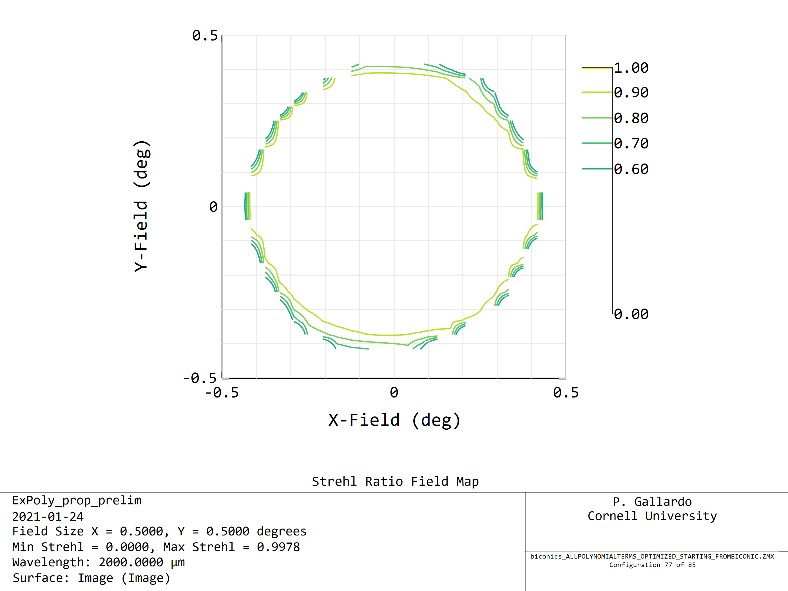 0.5
0
-0.5
-0.5
0
0.5
Y-Field (deg)
X-Field (deg)
1.00
0.90
0.80
0.70
0.60
0.00
Strehl Ratio Field Map
ExPoly_prop_prelim
2021-01-24
Field Size X = 0.5000, Y = 0.5000 degrees
Min Strehl = 0.0000, Max Strehl = 0.9978
Wavelength: 2000.0000 µm
Surface: Image (Image)
P. Gallardo
Cornell University
biconics_ALLPOLYNOMIALTERMS_OPTIMIZED_STARTING_FROMBICONIC.ZMX
Configuration 77 of 85